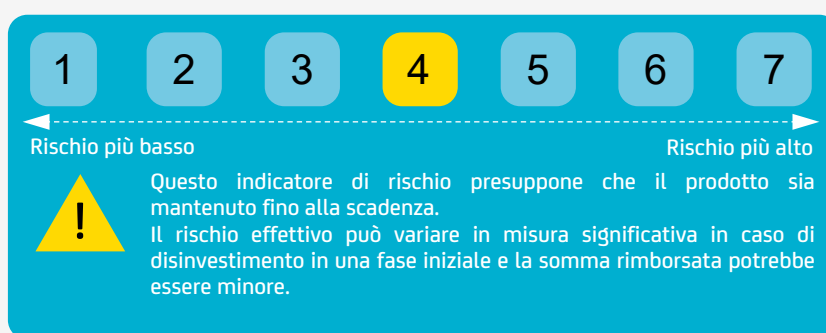 1 2 3 4 5 6 7
Rischio più basso Rischio più alto
!
Questo indicatore di rischio presuppone che il prodotto sia
mantenuto fino alla scadenza.
Il rischio effettivo può variare in misura significativa in caso di
disinvestimento in una fase iniziale e la somma rimborsata potrebbe
essere minore.